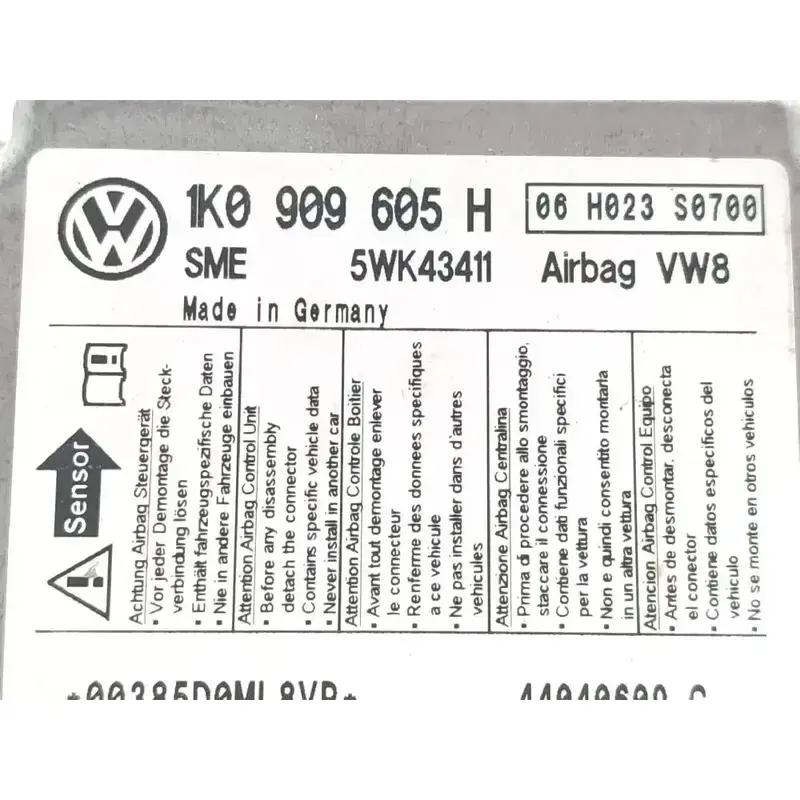 1K0 909 605 H
06 H023 S0700
SME 5WK43411 Airbag VW8
Made in Germany
Sensor
Achtung Airbag Steuergerät
• Vor jeder Demontage die Steck-
verbindung lösen
• Enthält fahrzeugspezifische Daten
• Nie in andere Fahrzeuge einbauen
Attention Airbag Control Unit
• Before any disassembly
detach the connector
• Contains specific vehicle data
• Never install in another car
Attention Airbag Controle Boitier
• Avant tout demontage enlever
le connecteur
• Renferme des donnees specifiques
a ce vehicule
• Ne pas installer dans d'autres
vehicules
Attenzione Airbag Centralina
• Prima di procedere allo smontaggio,
staccare il connessione
• Contiene dati funzionali specifici
per la vettura
• Non e quindi consentito montarla
in un altra vettura
Atencion Airbag Control Equipo
• Antes de desmontar, desconecta
el conector
• Contiene datos especificos del
vehiculo
• No se monte en otros vehiculos